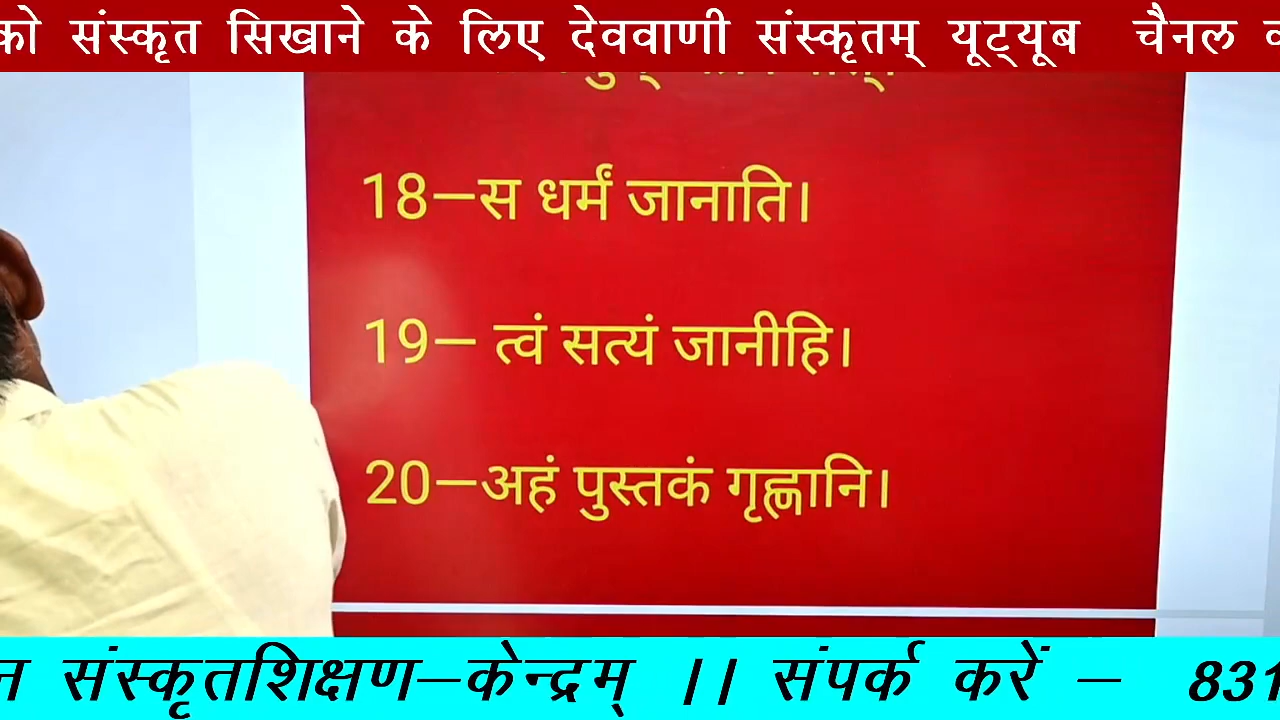 को संस्कृत सिखाने के लिए देववाणी संस्कृतम् यूट्यूब चैनल
18—स धर्मं जानाति।
19— त्वं सत्यं जानीहि।
20—अहं पुस्तकं गृह्णानि।
संस्कृतशिक्षण—केन्द्रम् || संपर्क करें — 831